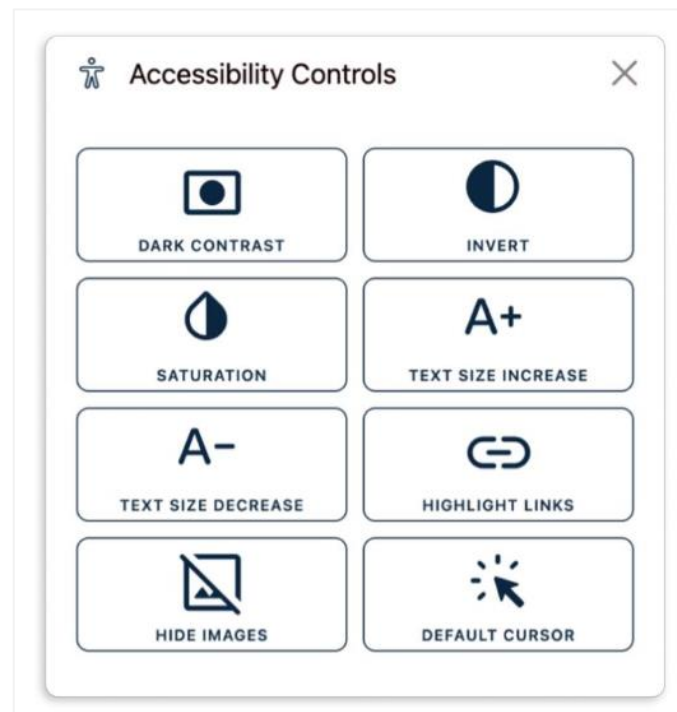 Accessibility Controls
DARK CONTRAST
INVERT
SATURATION
A+
TEXT SIZE INCREASE
A-
TEXT SIZE DECREASE
HIGHLIGHT LINKS
HIDE IMAGES
DEFAULT CURSOR